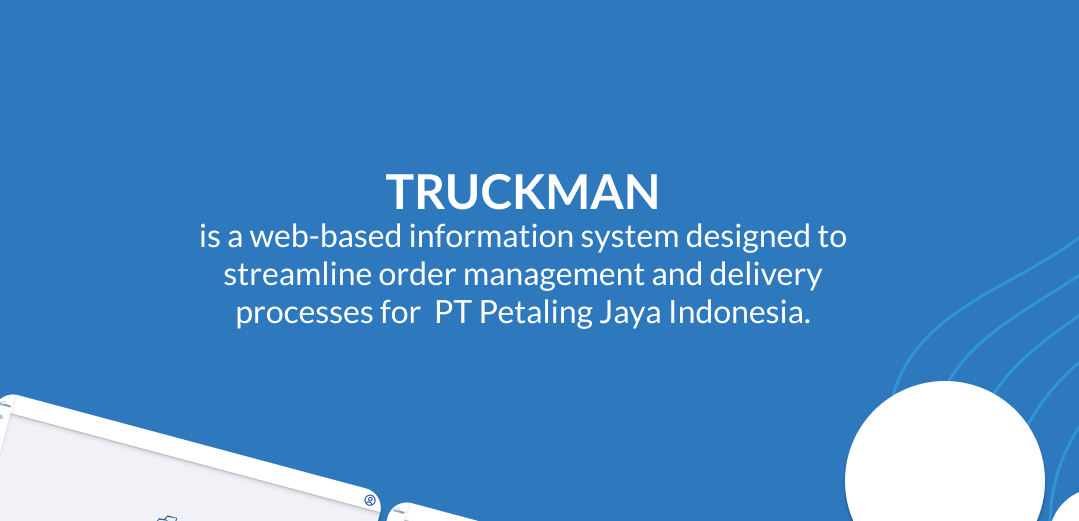 TRUCKMAN
is a web-based information system designed to
streamline order management and delivery
processes for  PT Petaling Jaya Indonesia.